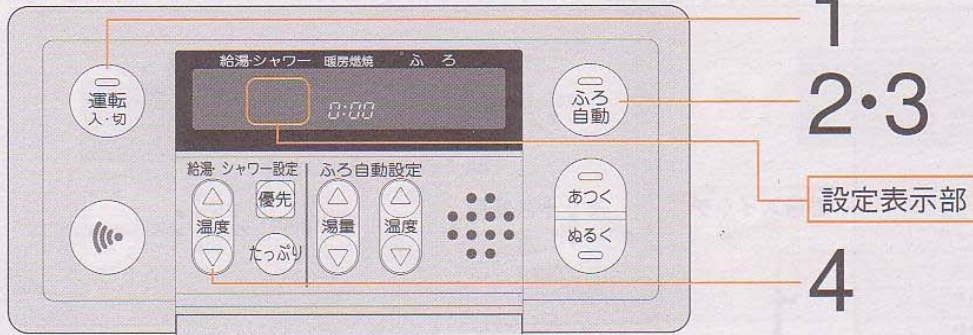 1
給湯・シャワー 暖房燃焼 ふ ろ
運転
入・切
0:00
ふろ
自動
2・3
給湯・シャワー設定 ふろ自動設定
優先
温度
たっぷり
湯量
温度
あつく
ぬるく
設定表示部
4